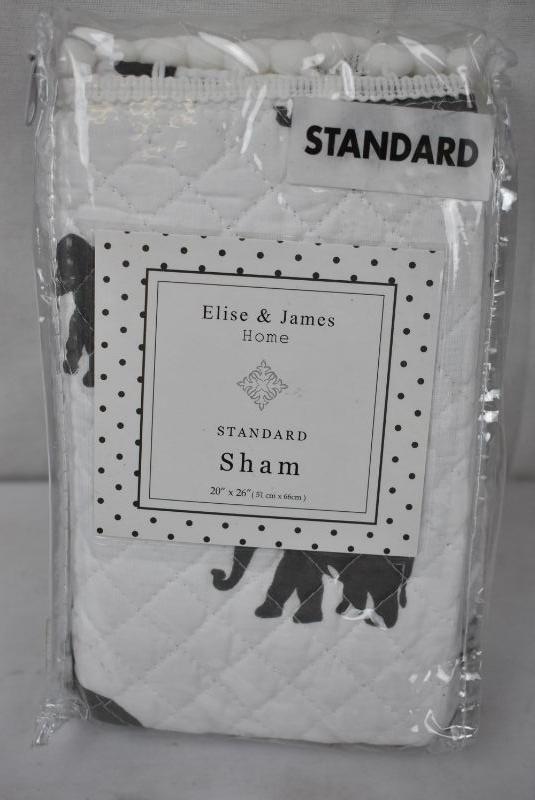 STANDARD
Elise & James
Home
STANDARD
Sham
20" x 26" ( 51 cm x 66cm )